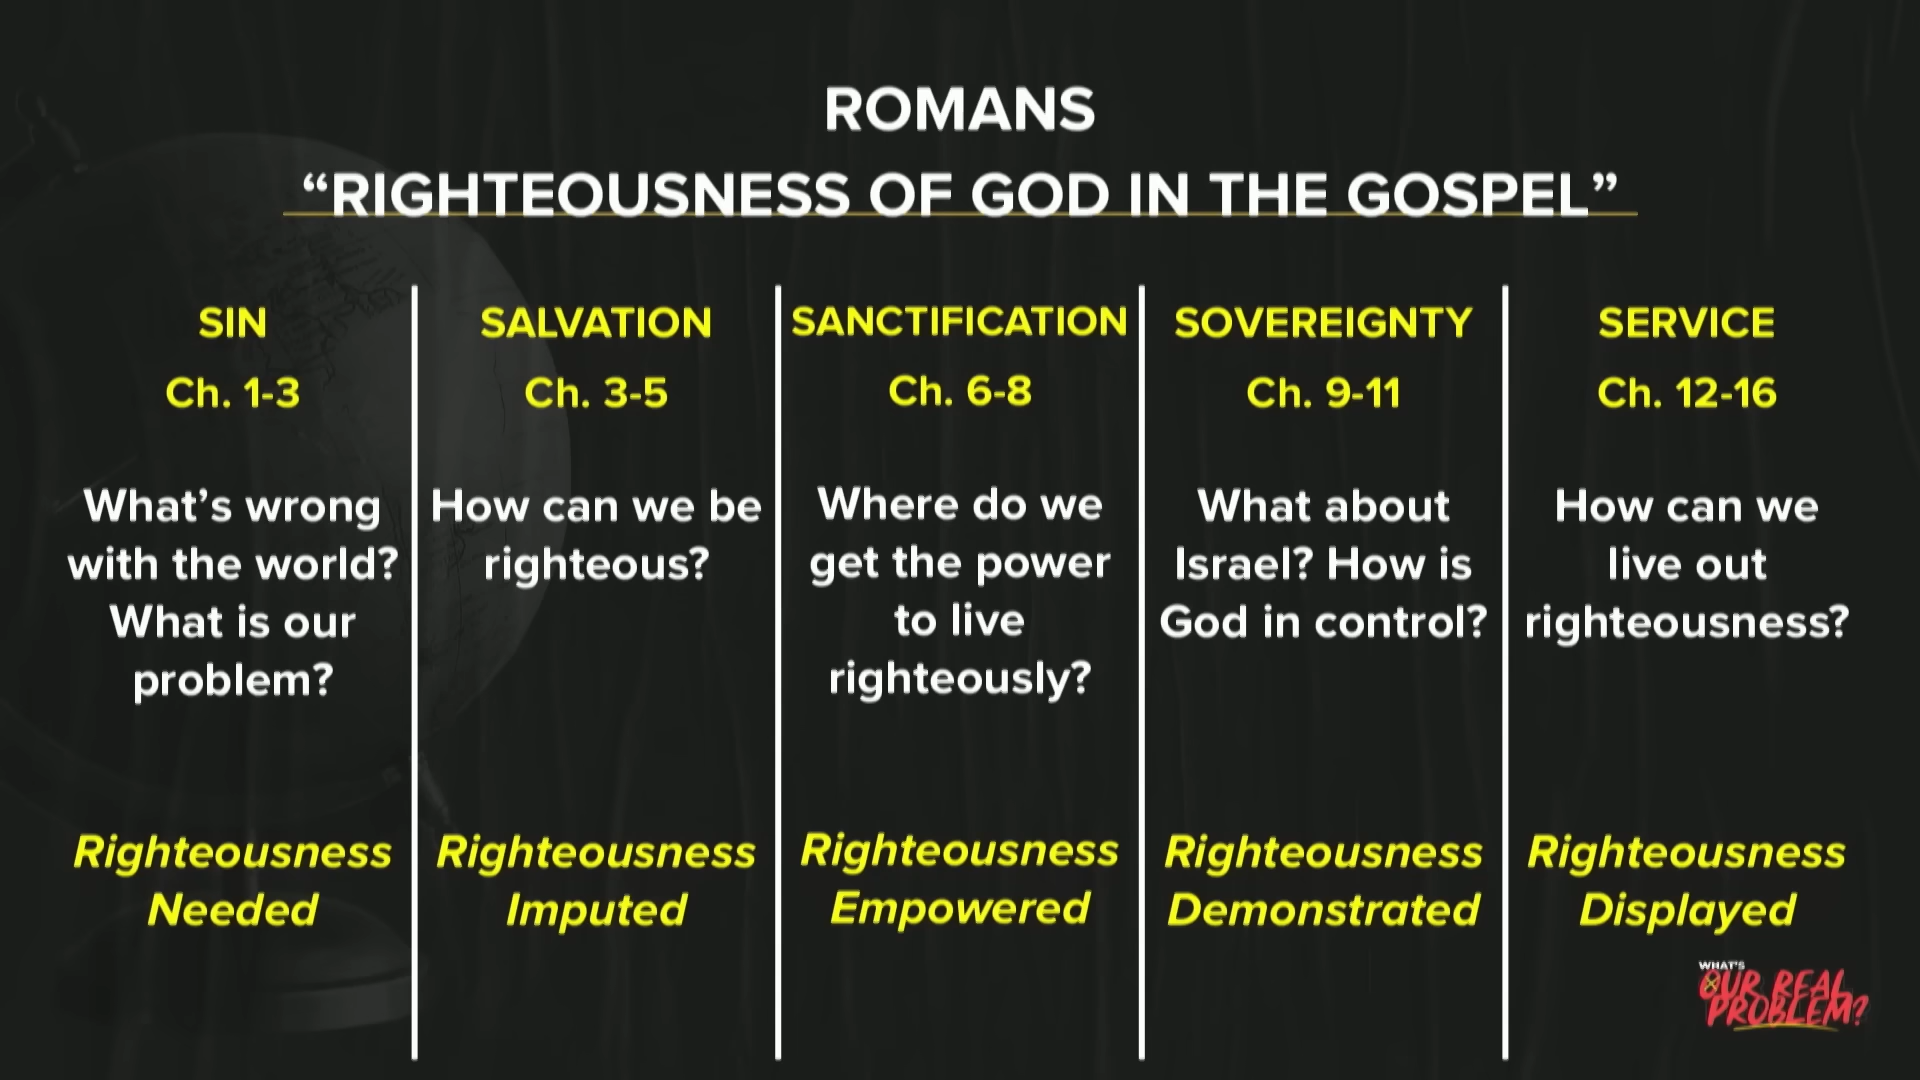 ROMANS
“RIGHTEOUSNESS OF GOD IN THE GOSPEL”
SIN
Ch. 1-3
What’s wrong
with the world?
What is our
problem?
Righteousness
Needed
SALVATION
Ch. 3-5
How can we be
righteous?
Righteousness
Imputed
SANCTIFICATION
Ch. 6-8
Where do we
get the power
to live
righteously?
Righteousness
Empowered
SOVEREIGNTY
Ch. 9-11
What about
Israel? How is
God in control?
Righteousness
Demonstrated
SERVICE
Ch. 12-16
How can we
live out
righteousness?
Righteousness
Displayed
WHAT'S
OUR REAL
PROBLEM?